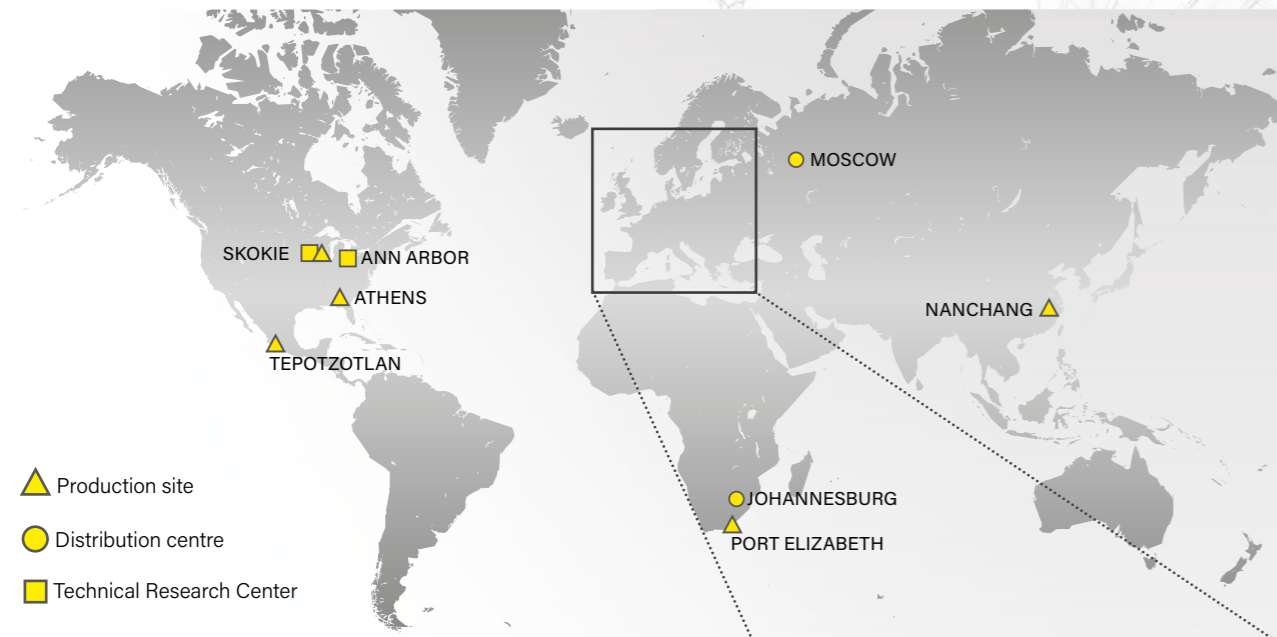 MOSCOW
SKOKIE
ANN ARBOR
ATHENS
NANCHANG
TEPOTZOTLAN
Production site
JOHANNESBURG
Distribution centre
PORT ELIZABETH
Technical Research Center